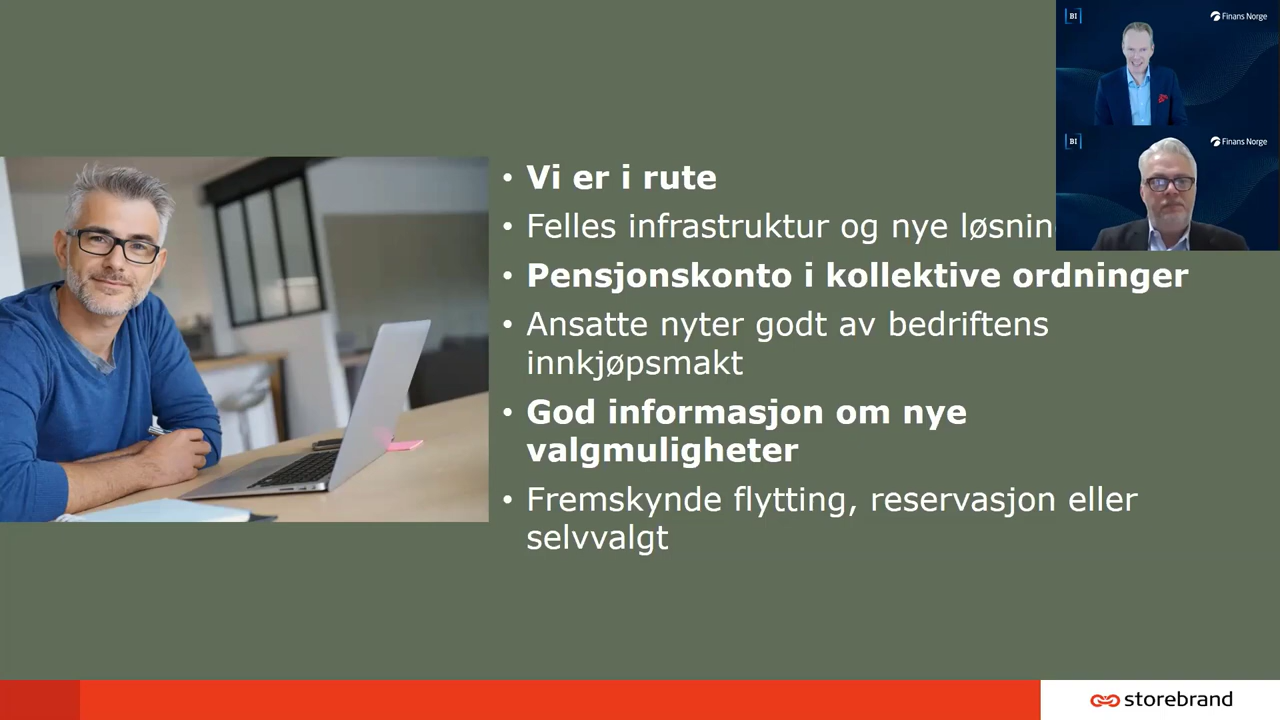 BI
Finans Norge
BI
Finans Norge
• Vi er i rute
• Felles infrastruktur og nye
• Pensjonskonto i kollektive ordninger
• Ansatte nyter godt av bedriftens
innkjøpsmakt
• God informasjon om nye
valgmuligheter
• Fremskynde flytting, reservasjon eller
selvvalgt
storebrand